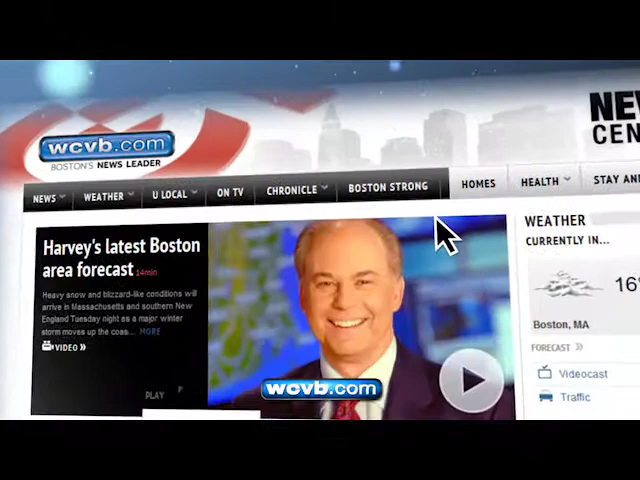 NEW
CEN
wcvb.com
BOSTON'S NEWS LEADER
NEWS
WEATHER
U LOCAL
ON TV
CHRONICLE
BOSTON STRONG
HOMES
HEALTH
STAY AN
Harvey's latest Boston
area forecast 14min
Heavy snow and blizzard-like conditions will
arrive in Massachusetts and southern New
England Tuesday night as a major winter
storm moves up the coas... MORE
VIDEO »
PLAY
P
wcvb.com
WEATHER
CURRENTLY IN...
16°
Boston, MA
FORECAST »
Videocast
Traffic